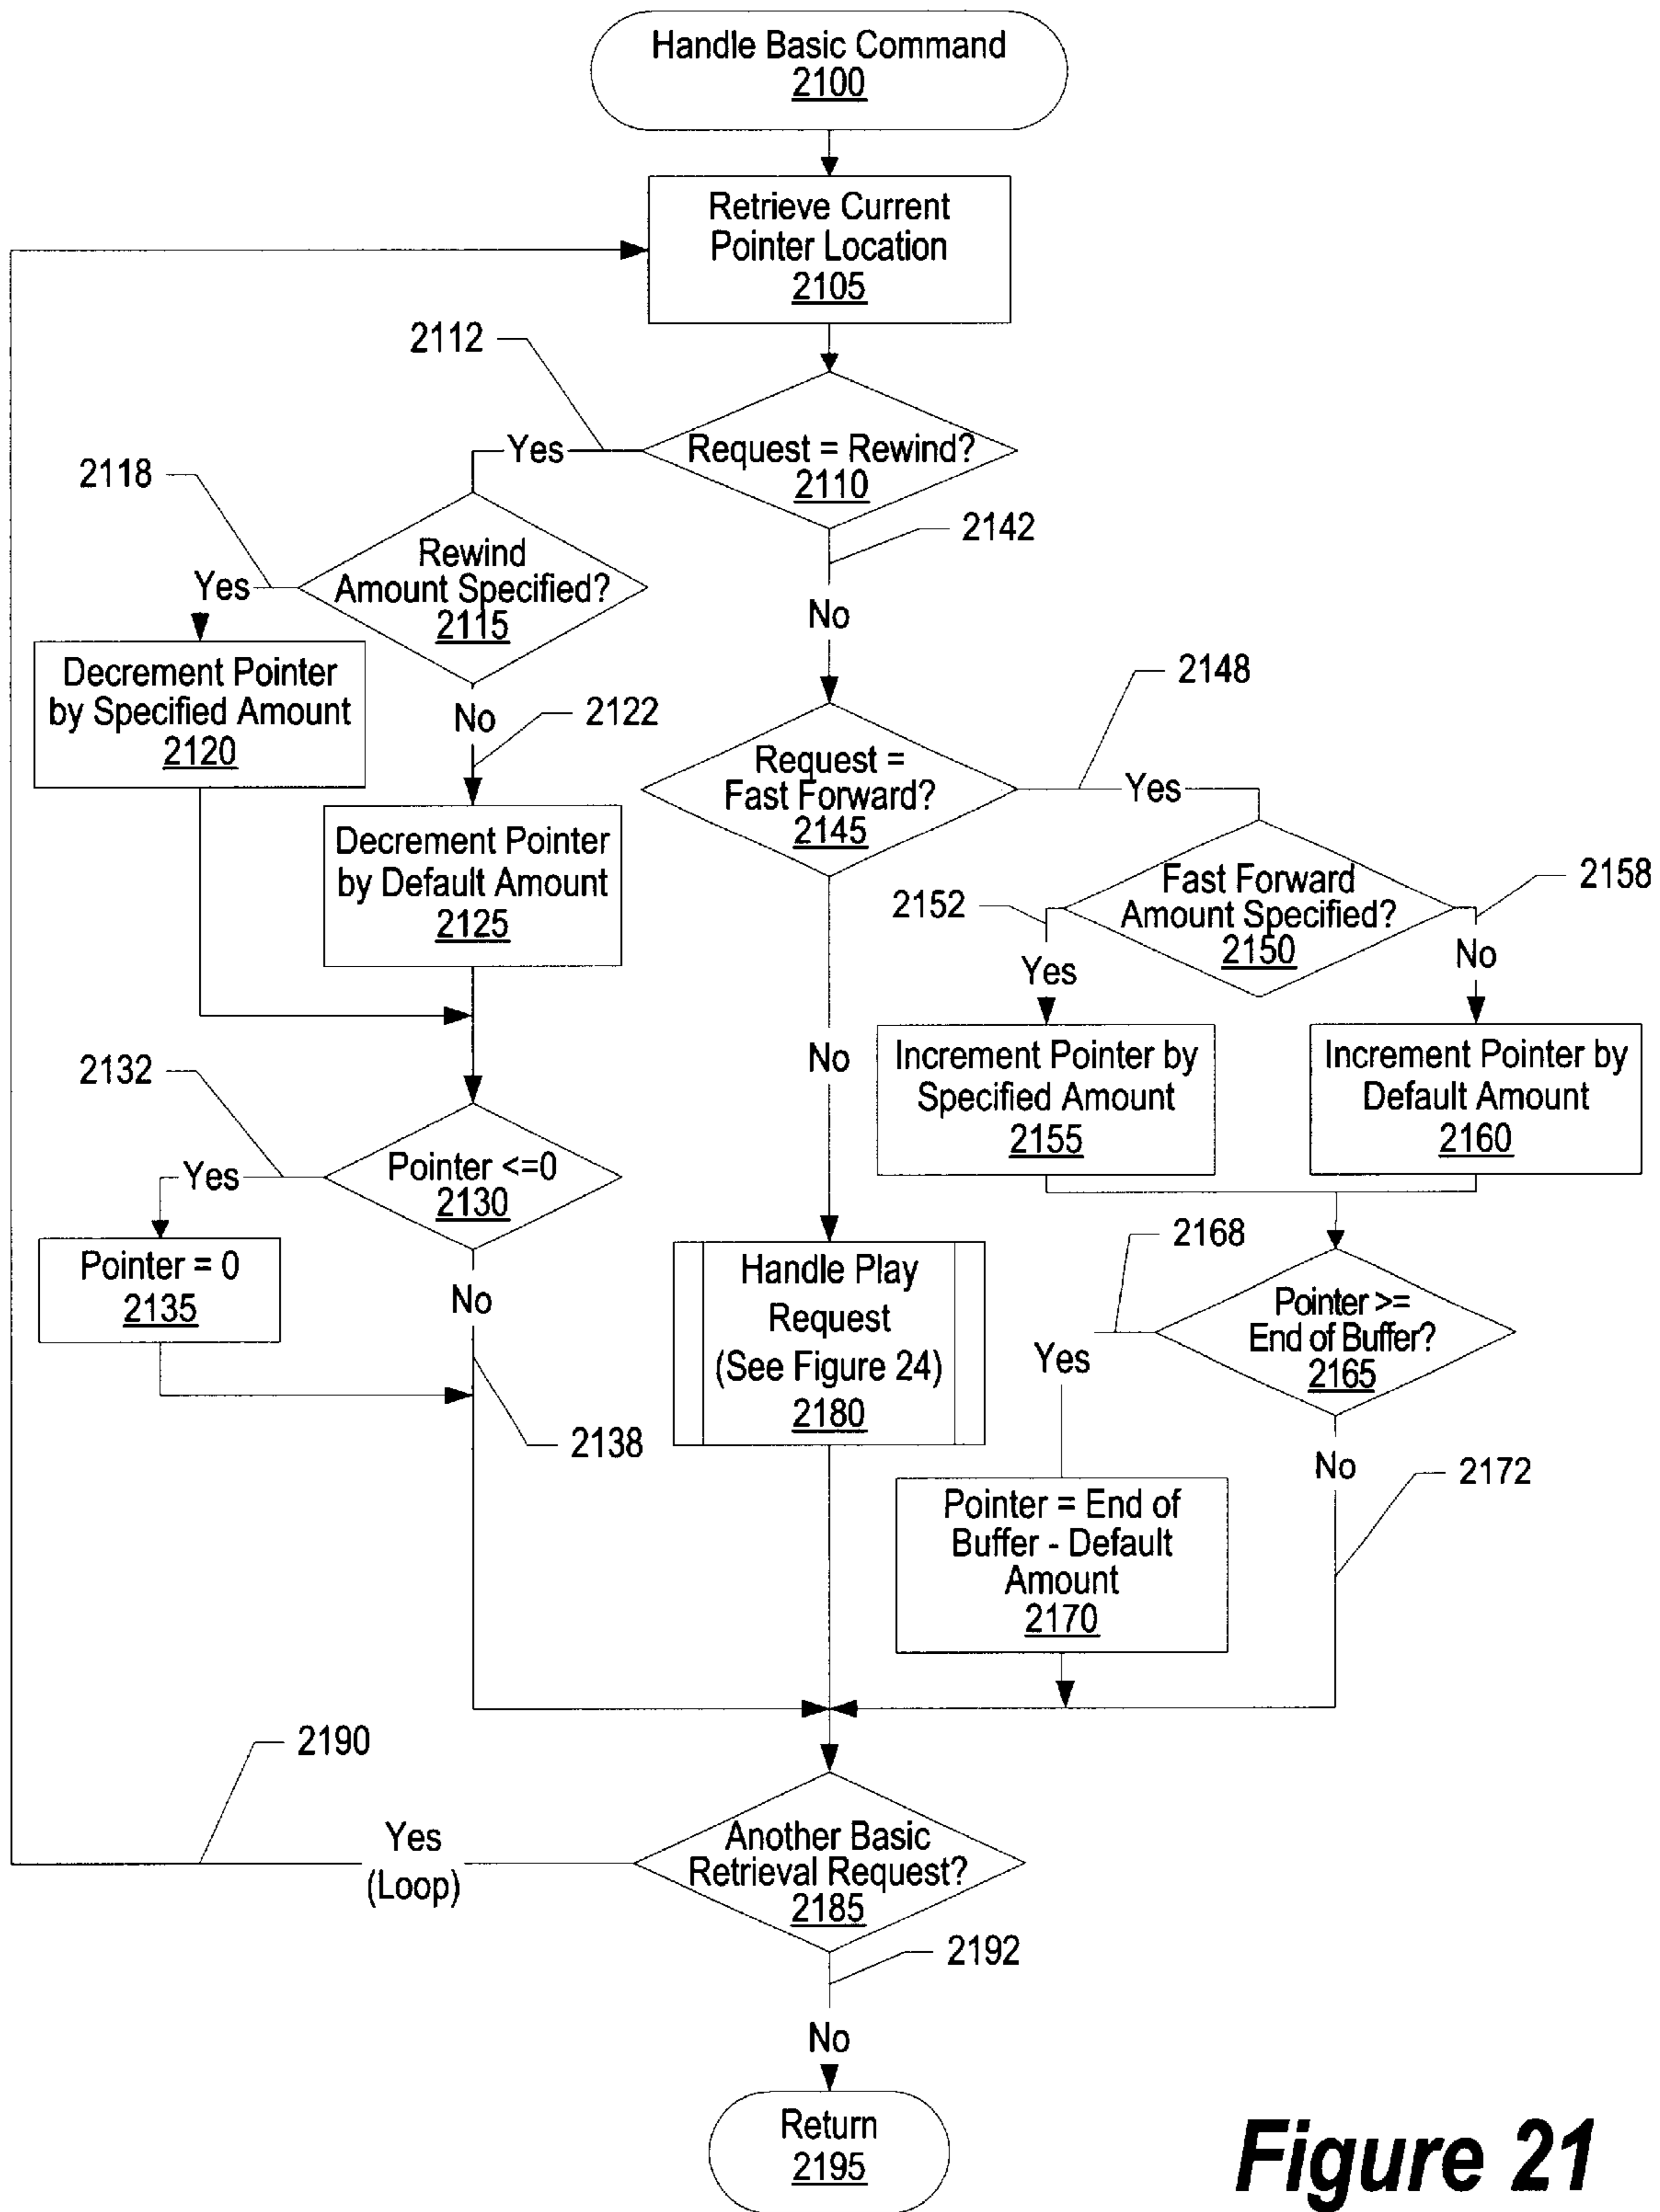 Handle Basic Command
2100
Retrieve Current
Pointer Location
2105
2112
Yes
Request = Rewind?
2110
2142
No
2118
Yes
Rewind
Amount Specified?
2115
Decrement Pointer
by Specified Amount
2120
No
2122
Decrement Pointer
by Default Amount
2125
2148
Request =
Fast Forward?
2145
Yes
2152
Fast Forward
Amount Specified?
2150
2158
Yes
No
No
Increment Pointer by
Specified Amount
2155
Increment Pointer by
Default Amount
2160
2132
Yes
Pointer <=0
2130
Pointer = 0
2135
No
2138
Handle Play
Request
(See Figure 24)
2180
2168
Pointer >=
End of Buffer?
2165
Yes
No
2172
Pointer = End of
Buffer - Default
Amount
2170
2190
Yes
(Loop)
Another Basic
Retrieval Request?
2185
2192
No
Return
2195
Figure 21